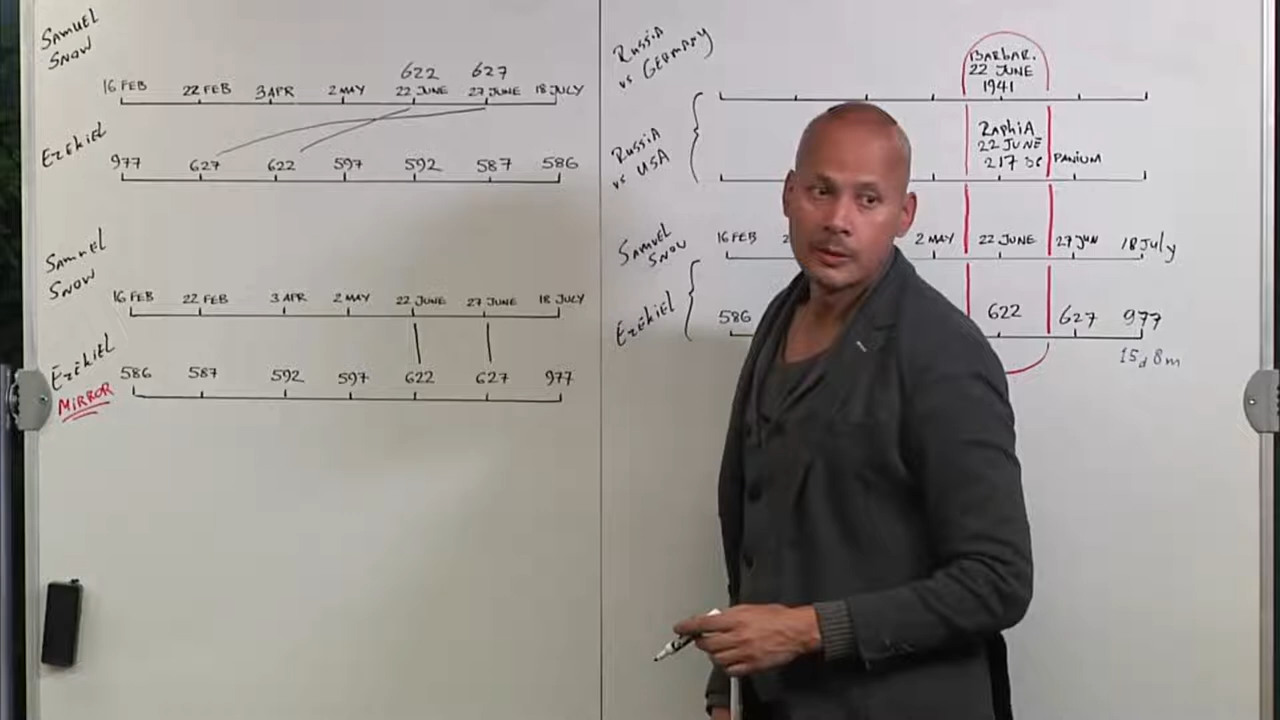 SAMUEL
SNOW
622 627
16 FEB 22 FEB 3 APR 2 MAY 22 JUNE 27 JUNE 18 JULY
EZEKIEL
977 627 622 597 592 587 586
SAMUEL
SNOW
16 FEB 22 FEB 3 APR 2 MAY 22 JUNE 27 JUNE 18 JULY
EZEKIEL
MIRROR
586 587 592 597 622 627 977
RUSSIA
vs GERMANY
BARBAR.
22 JUNE
1941
RUSSIA
vs USA
RAPHIA
22 JUNE
217 BC PANIUM
SAMUEL
SNOW
16 FEB 2 MAY 22 JUNE 27 JUN 18 July
EZEKIEL
586 622 627 977
15d 8m